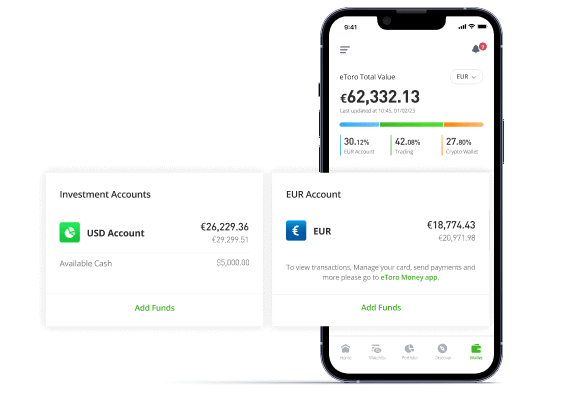 9:41
3
eToro Total Value
EUR
€62,332.13
Last updated at 10:45, 01/02/23
30.12%
42.08%
27.80%
EUR Account
Trading
Crypto Wallet
Investment Accounts
USD Account
€26,229.36
€29,299.51
Available Cash
$5,000.00
Add Funds
EUR Account
€
EUR
€18,774.43
€20,971.98
To view transactions, Manage your card, send payments and
more please go to eToro Money app.
Add Funds
Home
Watchlist
Portfolio
Discover
Wallet